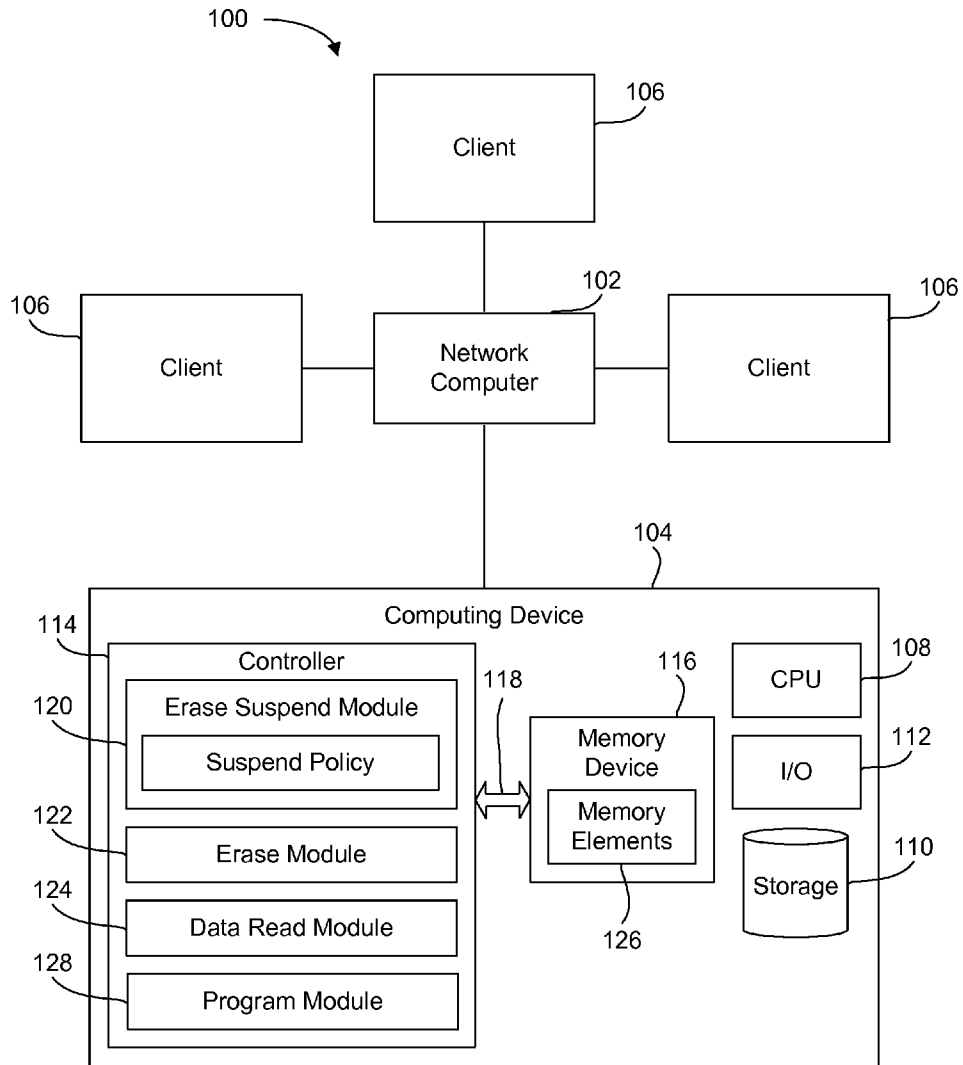 100
106
Client
106
Client
102
Network
Computer
106
Client
104
Computing Device
114
Controller
120
Erase Suspend Module
Suspend Policy
122
Erase Module
124
Data Read Module
128
Program Module
118
116
Memory
Device
Memory
Elements
126
108
CPU
112
I/O
110
Storage